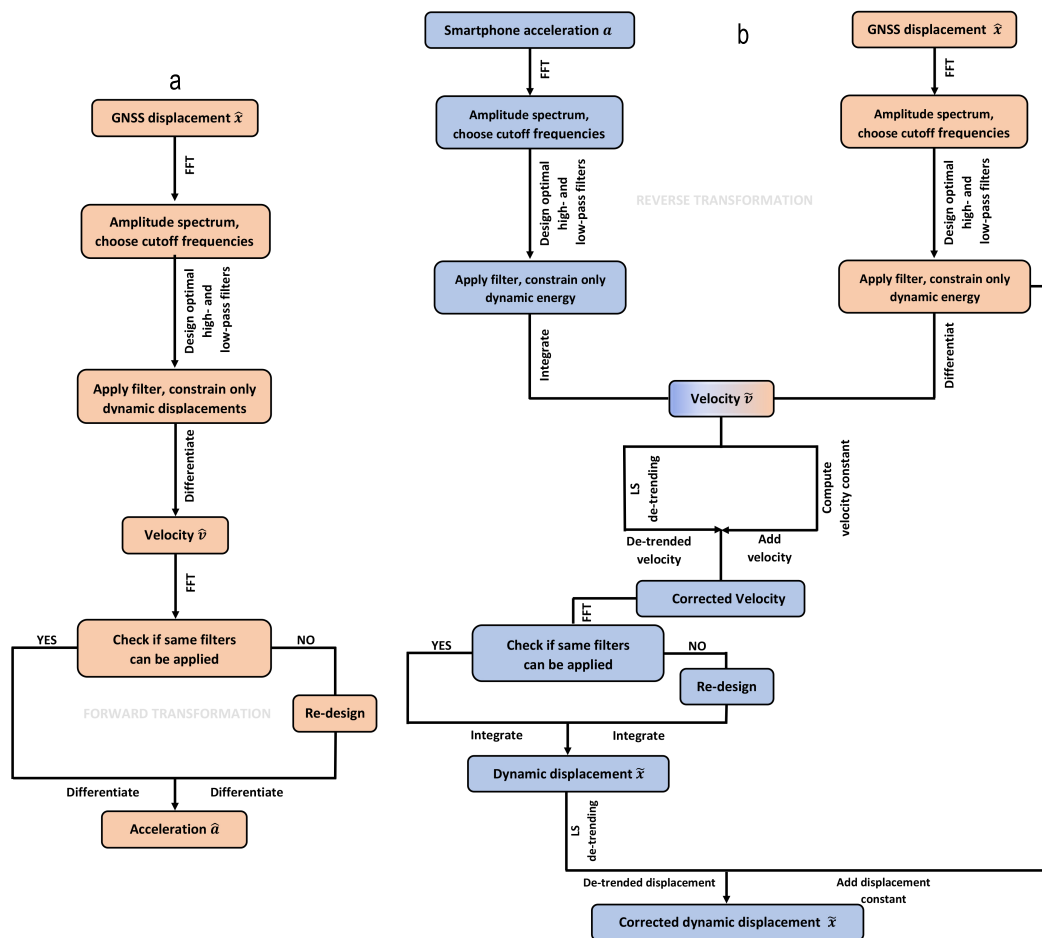 a
GNSS displacement x̂
FFT
Amplitude spectrum,
choose cutoff frequencies
Design optimal
high- and
low-pass filters
Apply filter, constrain only
dynamic displacements
Differentiate
Velocity v̂
FFT
Check if same filters
can be applied
YES
NO
Re-design
FORWARD TRANSFORMATION
Differentiate
Differentiate
Acceleration â
b
Smartphone acceleration a
FFT
Amplitude spectrum,
choose cutoff frequencies
Design optimal
high- and
low-pass filters
Apply filter, constrain only
dynamic energy
Integrate
REVERSE TRANSFORMATION
GNSS displacement x̂
FFT
Amplitude spectrum,
choose cutoff frequencies
Design optimal
high- and
low-pass filters
Apply filter, constrain only
dynamic energy
Differentiat
Velocity ṽ
LS
de-trending
Compute
velocity constant
De-trended
velocity
Add
velocity
Corrected Velocity
FFT
Check if same filters
can be applied
YES
NO
Re-design
Integrate
Integrate
Dynamic displacement x̃
LS
de-trending
De-trended displacement
Add displacement
constant
Corrected dynamic displacement x̃